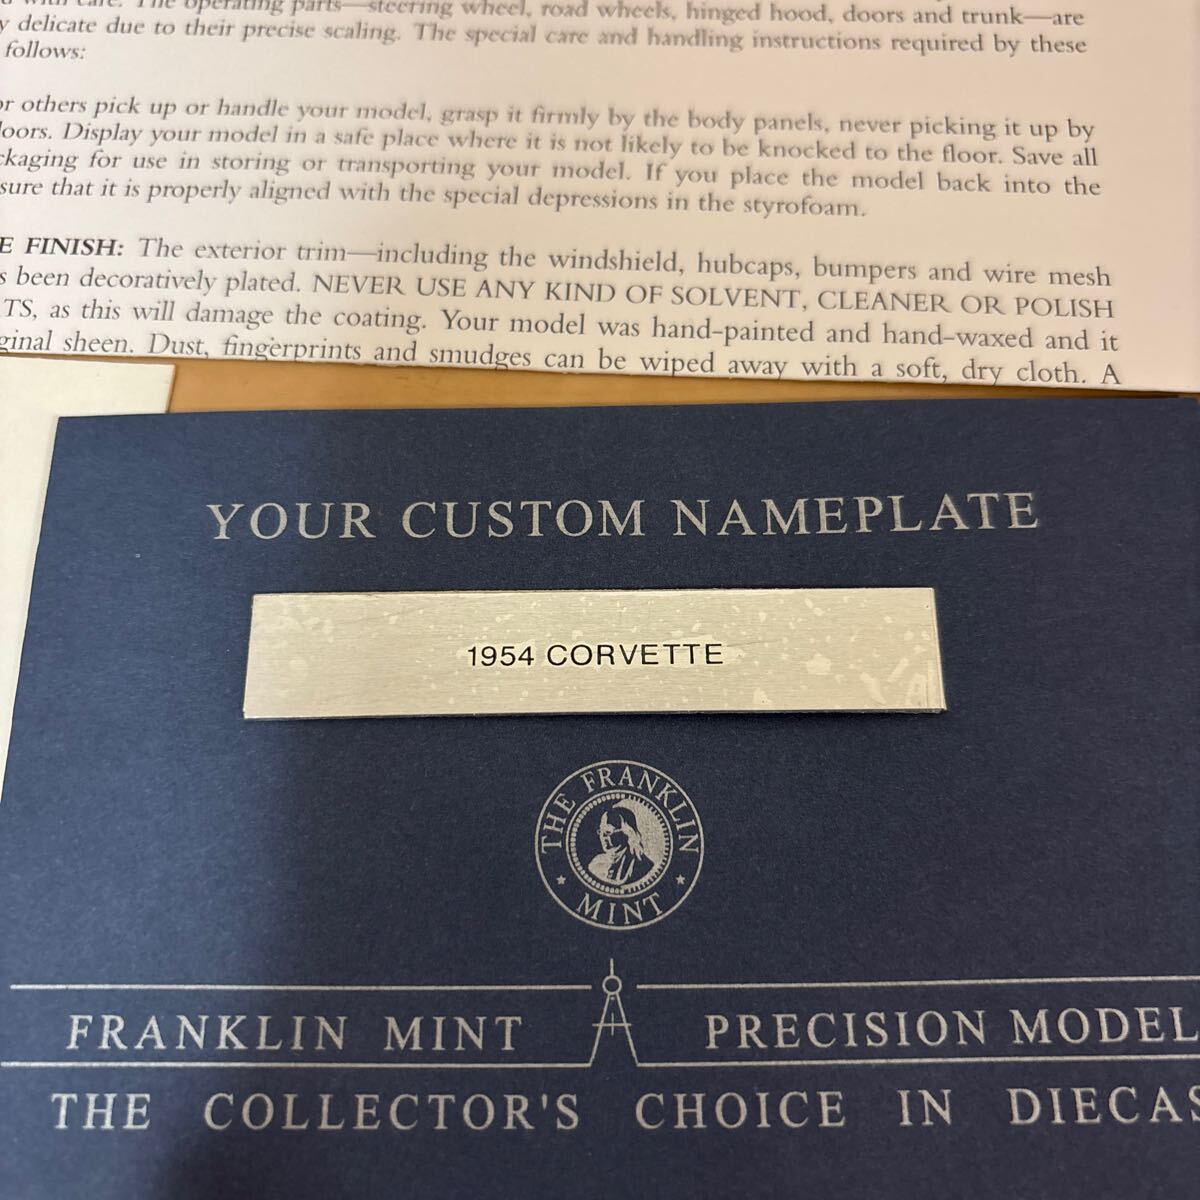 with care. The operating parts—steering wheel, road wheels, hinged hood, doors and trunk—are
delicate due to their precise scaling. The special care and handling instructions required by these
follows:
or others pick up or handle your model, grasp it firmly by the body panels, never picking it up by
doors. Display your model in a safe place where it is not likely to be knocked to the floor. Save all
ckaging for use in storing or transporting your model. If you place the model back into the
sure that it is properly aligned with the special depressions in the styrofoam.
E FINISH: The exterior trim—including the windshield, hubcaps, bumpers and wire mesh
s been decoratively plated. NEVER USE ANY KIND OF SOLVENT, CLEANER OR POLISH
TS, as this will damage the coating. Your model was hand-painted and hand-waxed and it
ginal sheen. Dust, fingerprints and smudges can be wiped away with a soft, dry cloth. A
YOUR CUSTOM NAMEPLATE
1954 CORVETTE
THE FRANKLIN
MINT
FRANKLIN MINT PRECISION MODEL
THE COLLECTOR'S CHOICE IN DIECAS